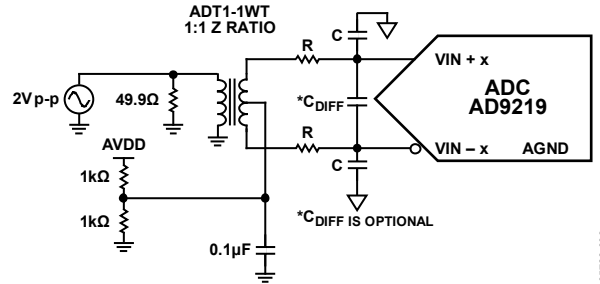 ADT1-1WT
1:1 Z RATIO
C
R
VIN + x
ADC
AD9219
2V p-p
49.9Ω
*CDIFF
R
VIN – x
AGND
AVDD
C
1kΩ
1kΩ
*CDIFF IS OPTIONAL
0.1µF